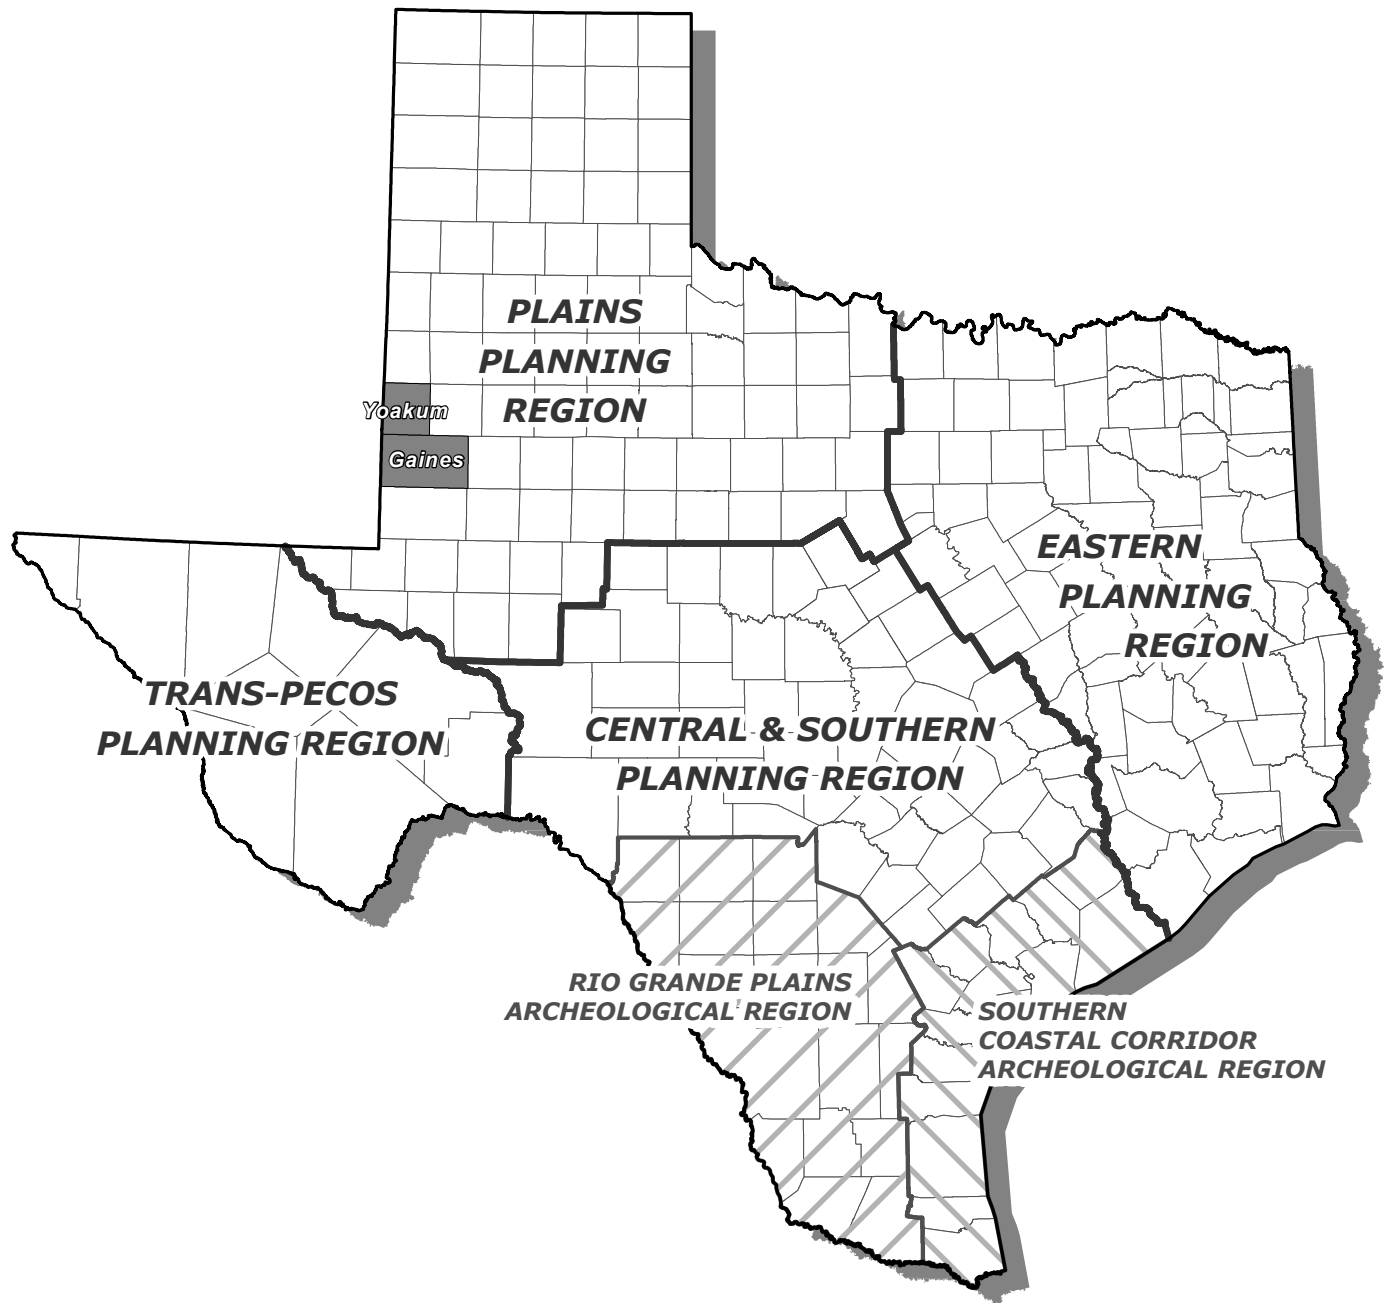 PLAINS
PLANNING
REGION
Yoakum
Gaines
EASTERN
PLANNING
REGION
TRANS-PECOS
PLANNING REGION
CENTRAL & SOUTHERN
PLANNING REGION
RIO GRANDE PLAINS
ARCHEOLOGICAL REGION
SOUTHERN
COASTAL CORRIDOR
ARCHEOLOGICAL REGION